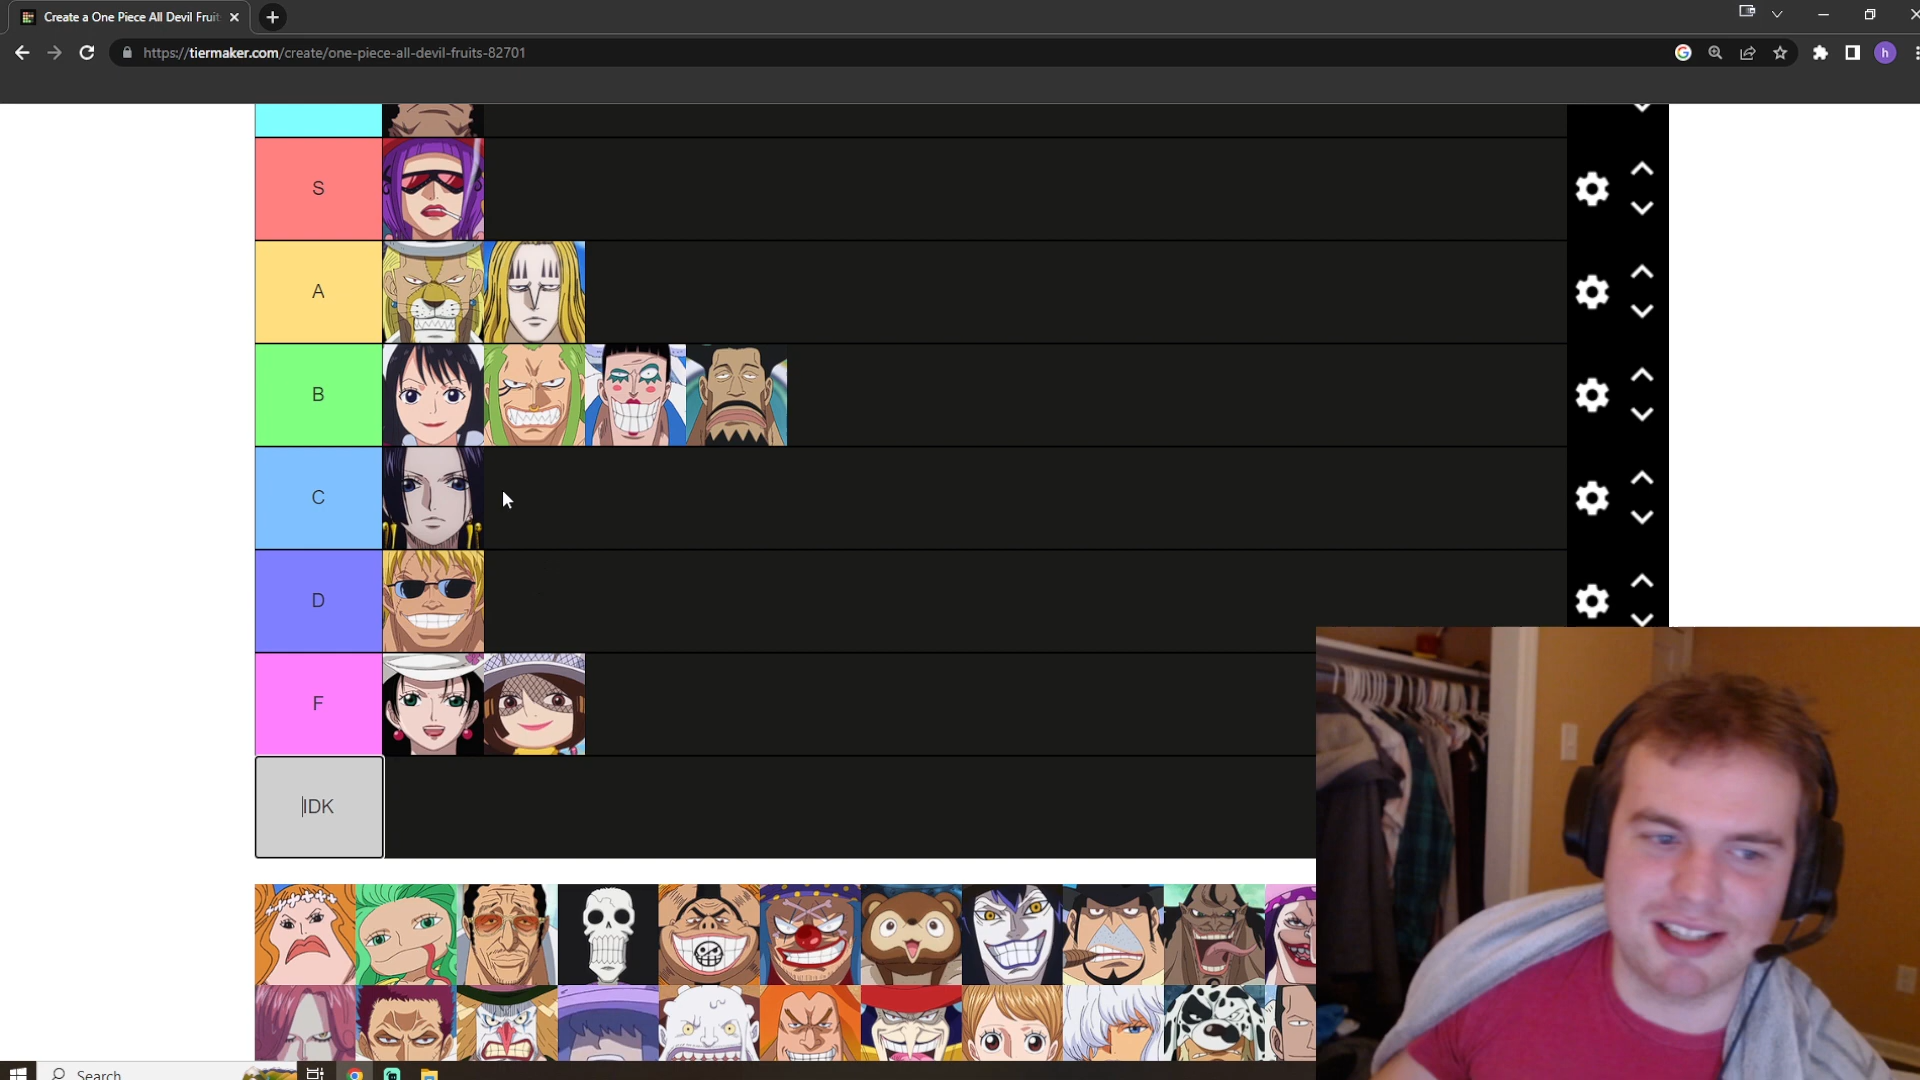 Create a One Piece All Devil Fruit
https://tiermaker.com/create/one-piece-all-devil-fruits-82701
h
S
A
B
C
D
F
IDK
Search